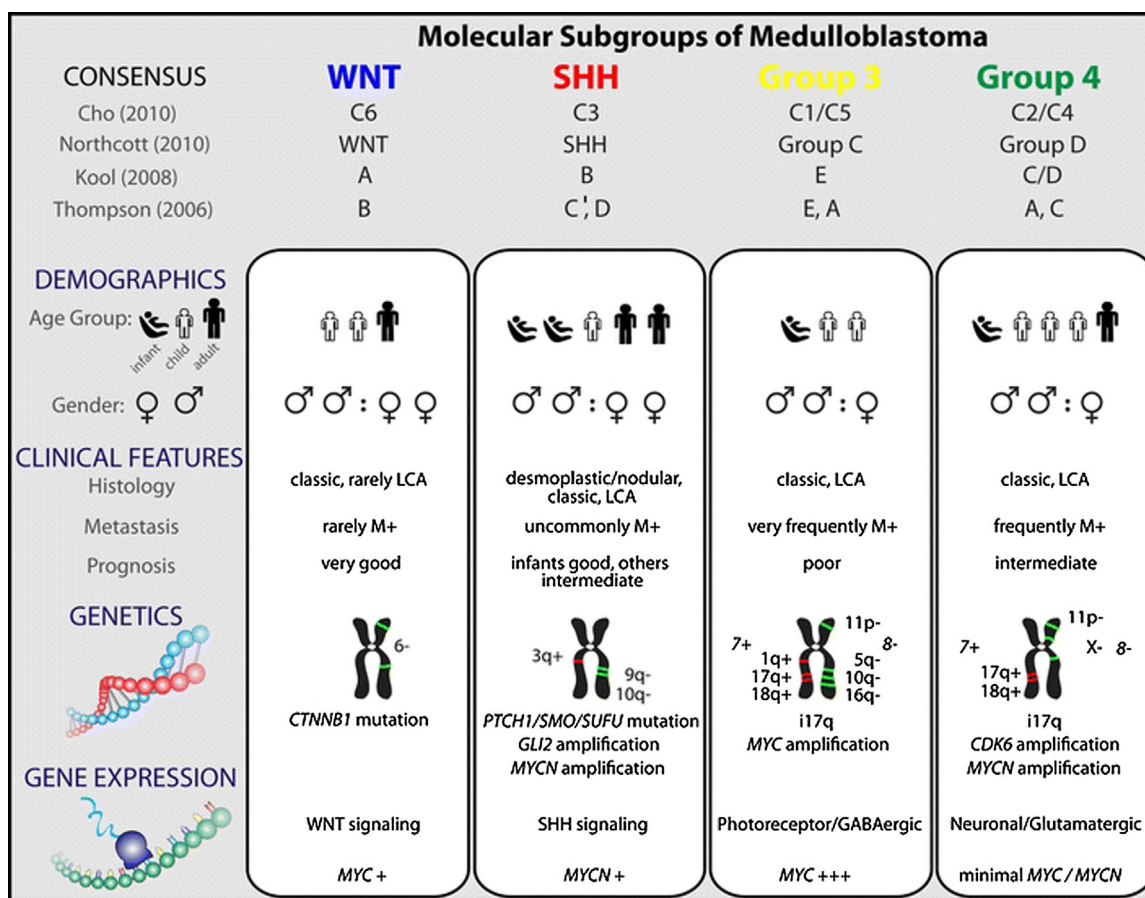 Molecular Subgroups of Medulloblastoma
CONSENSUS WNT SHH Group 3 Group 4
Cho (2010) C6 C3 C1/C5 C2/C4
Northcott (2010) WNT SHH Group C Group D
Kool (2008) A B E C/D
Thompson (2006) B C', D E, A A, C
DEMOGRAPHICS
Age Group:
infant child adult
Gender: ♀ ♂ ♂ ♂ : ♀ ♀ ♂ ♂ : ♀ ♀ ♂ ♂ : ♀ ♂ ♂ : ♀
CLINICAL FEATURES
Histology classic, rarely LCA desmoplastic/nodular, classic, LCA classic, LCA
classic, LCA
Metastasis rarely M+ uncommonly M+ very frequently M+ frequently M+
Prognosis very good infants good, others poor intermediate
intermediate
GENETICS
6-
3q+
9q-
10q-
7+ 11p- 8-
1q+ 5q-
17q+ 10q-
18q+ 16q-
11p-
7+ X- 8-
17q+
18q+
CTNNB1 mutation PTCH1/SMO/SUFU mutation i17q i17q
GLI2 amplification MYC amplification CDK6 amplification
MYCN amplification MYCN amplification
GENE EXPRESSION
WNT signaling SHH signaling Photoreceptor/GABAergic Neuronal/Glutamatergic
MYC + MYCN + MYC +++ minimal MYC / MYCN